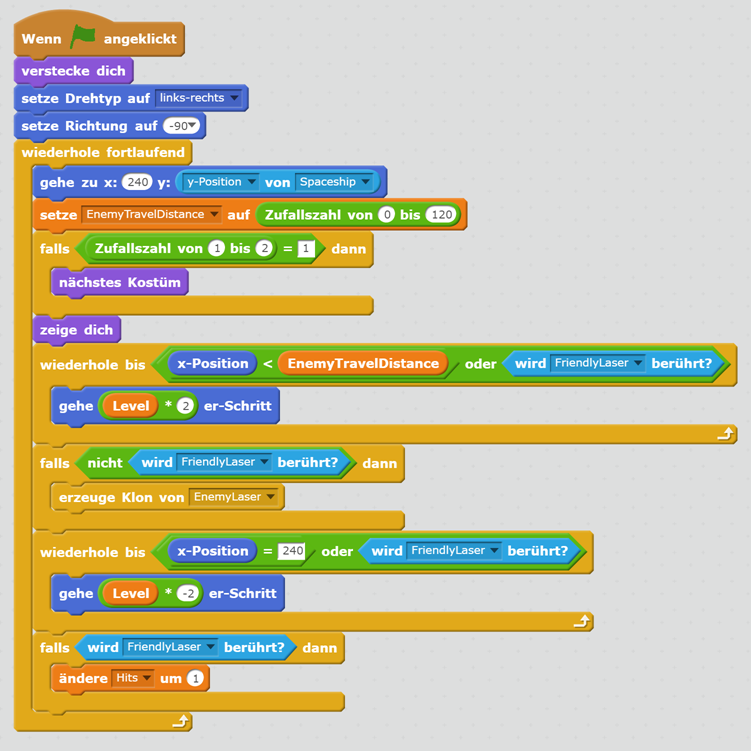 Wenn angeklickt
verstecke dich
setze Drehtyp auf links-rechts
setze Richtung auf -90
wiederhole fortlaufend
gehe zu x: 240 y: y-Position von Spaceship
setze EnemyTravelDistance auf Zufallszahl von 0 bis 120
falls Zufallszahl von 1 bis 2 = 1 dann
nächstes Kostüm
zeige dich
wiederhole bis x-Position < EnemyTravelDistance oder wird FriendlyLaser berührt?
gehe Level * 2 er-Schritt
falls nicht wird FriendlyLaser berührt? dann
erzeuge Klon von EnemyLaser
wiederhole bis x-Position = 240 oder wird FriendlyLaser berührt?
gehe Level * -2 er-Schritt
falls wird FriendlyLaser berührt? dann
ändere Hits um 1